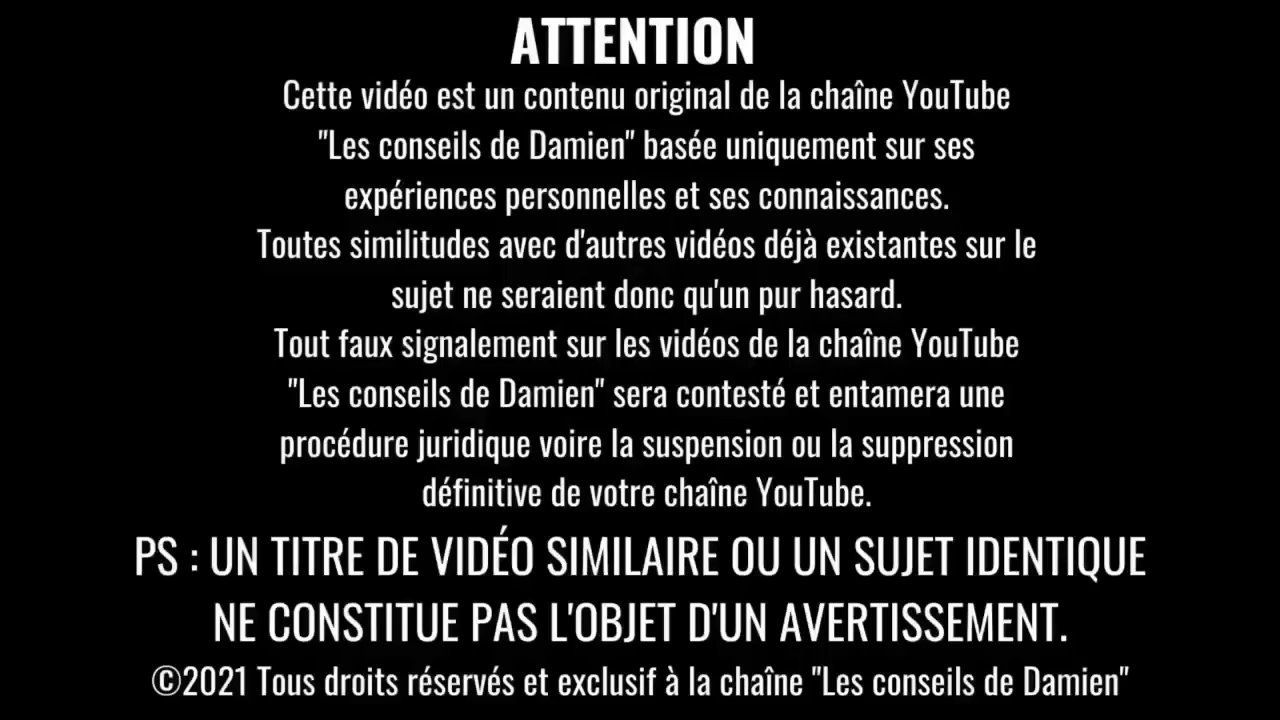 ATTENTION
Cette vidéo est un contenu original de la chaîne YouTube
"Les conseils de Damien" basée uniquement sur ses
expériences personnelles et ses connaissances.
Toutes similitudes avec d'autres vidéos déjà existantes sur le
sujet ne seraient donc qu'un pur hasard.
Tout faux signalement sur les vidéos de la chaîne YouTube
"Les conseils de Damien" sera contesté et entamera une
procédure juridique voire la suspension ou la suppression
définitive de votre chaîne YouTube.
PS : UN TITRE DE VIDÉO SIMILAIRE OU UN SUJET IDENTIQUE
NE CONSTITUE PAS L'OBJET D'UN AVERTISSEMENT.
©2021 Tous droits réservés et exclusif à la chaîne "Les conseils de Damien"